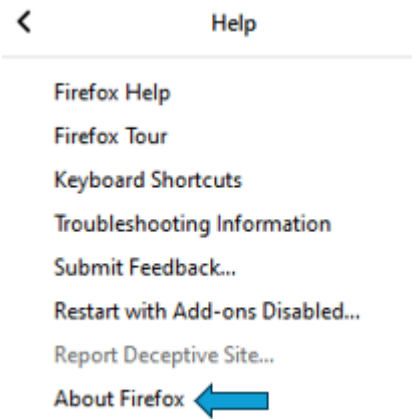 Help
Firefox Help
Firefox Tour
Keyboard Shortcuts
Troubleshooting Information
Submit Feedback...
Restart with Add-ons Disabled...
Report Deceptive Site...
About Firefox